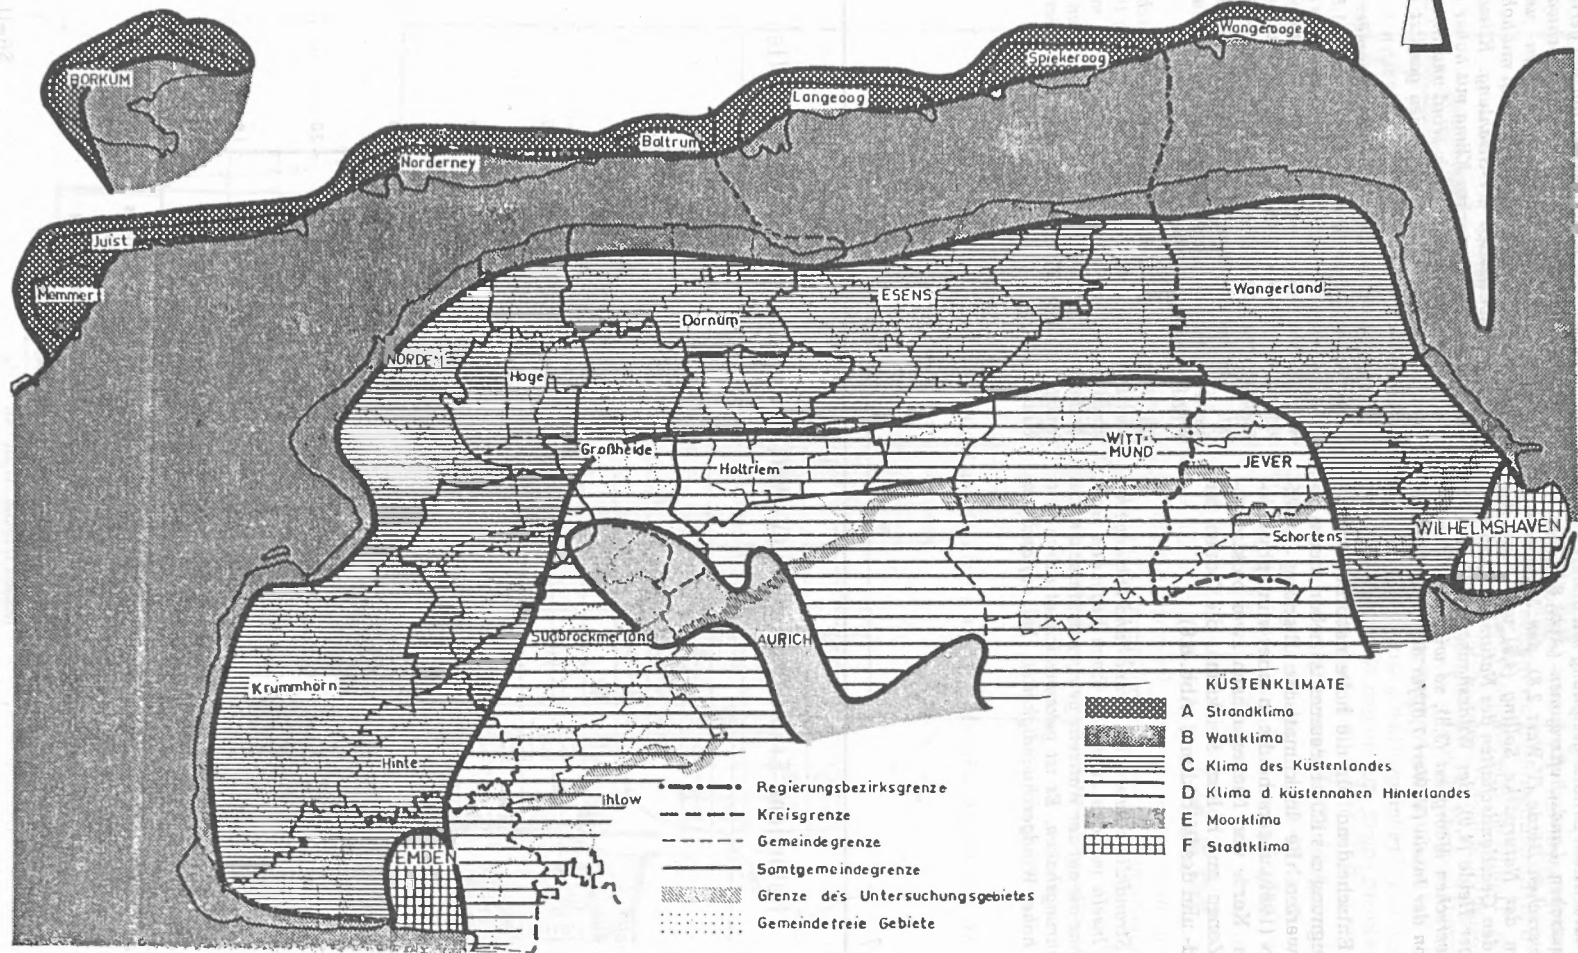 Wangerooge
BORKUM
Spiekeroog
Langeoog
Baltrum
Norderney
Juist
Memmert
Wangerland
ESENS
Dornum
NORDEN
Hage
Großheide
Holtriem
WITT-
MUND
JEVER
WILHELMSHAVEN
Schortens
Südbrockmerland
AURICH
Krummhörn
Hinte
Ihlow
EMDEN
KÜSTENKLIMATE
A Strandklima
B Wattklima
C Klima des Küstenlandes
D Klima d küstennahen Hinterlandes
E Moorklima
F Stadtklima
Regierungsbezirksgrenze
Kreisgrenze
Gemeindegrenze
Samtgemeindegrenze
Grenze des Untersuchungsgebietes
Gemeindefreie Gebiete